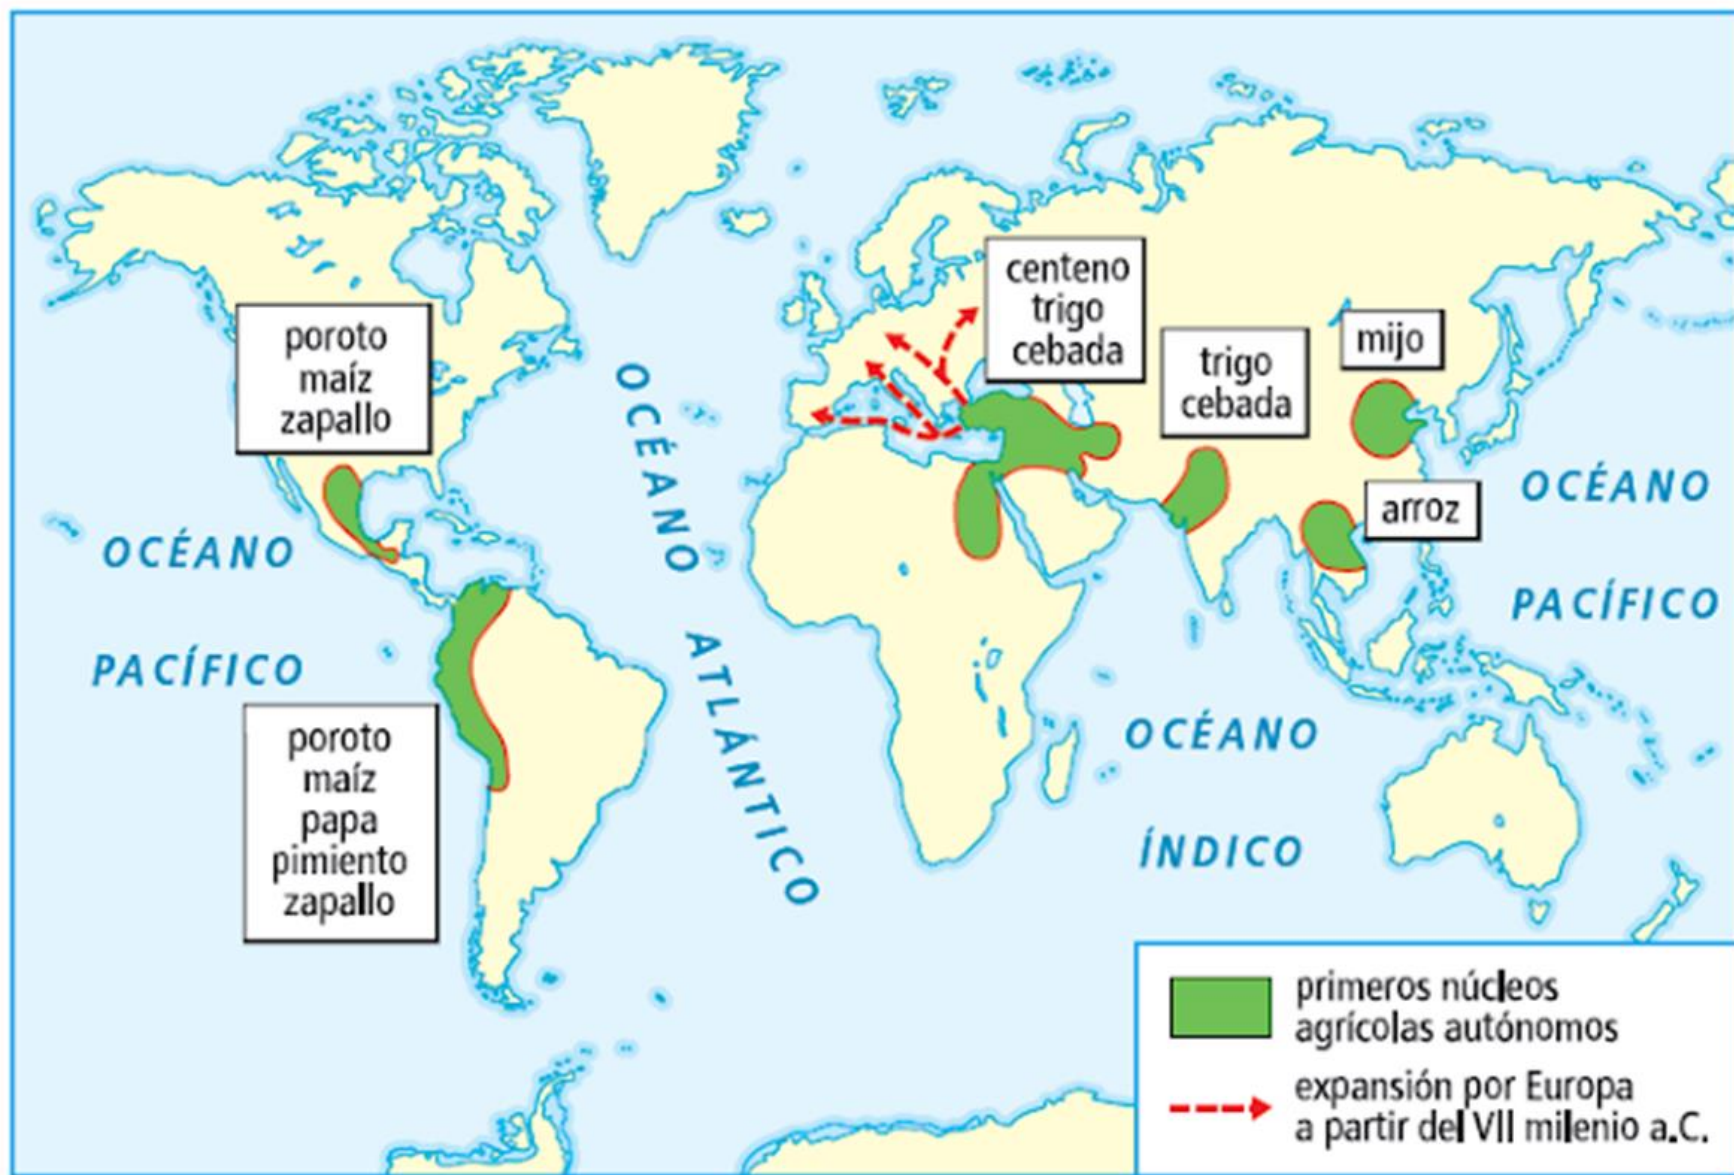 centeno
trigo
cebada
poroto
maíz
zapallo
mijo
trigo
cebada
arroz
OCÉANO
PACÍFICO
OCÉANO
ATLÁNTICO
OCÉANO
PACÍFICO
poroto
maíz
papa
pimiento
zapallo
OCÉANO
ÍNDICO
primeros núcleos
agrícolas autónomos
expansión por Europa
a partir del VII milenio a.C.